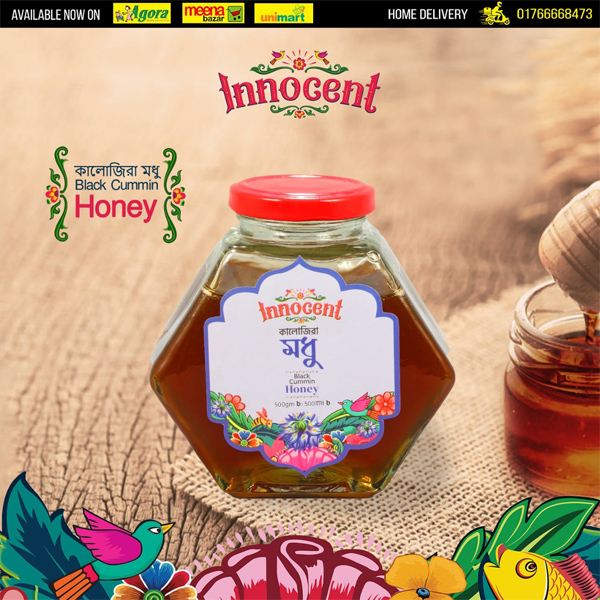 AVAILABLE NOW ON Agora meena bazar unimart HOME DELIVERY 01766668473
Innocent
কালোজিরা মধু
Black Cummin
Honey
Innocent
কালোজিরা
মধু
Black
Cummin
Honey